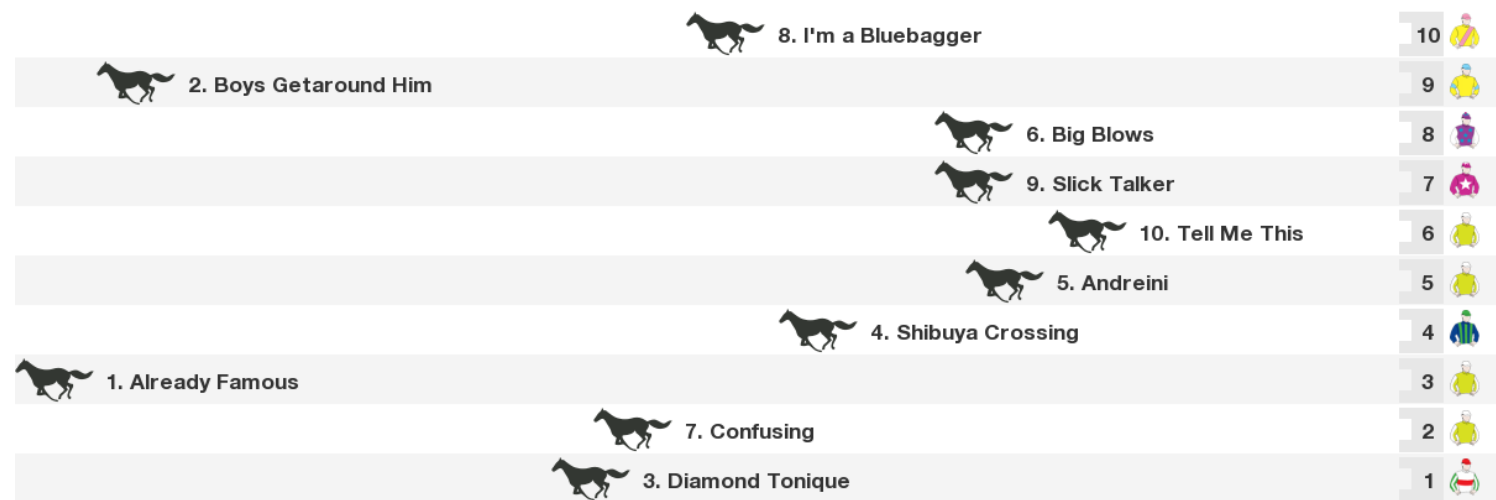 8. I'm a Bluebagger 10
2. Boys Getaround Him 9
6. Big Blows 8
9. Slick Talker 7
10. Tell Me This 6
5. Andreini 5
4. Shibuya Crossing 4
1. Already Famous 3
7. Confusing 2
3. Diamond Tonique 1